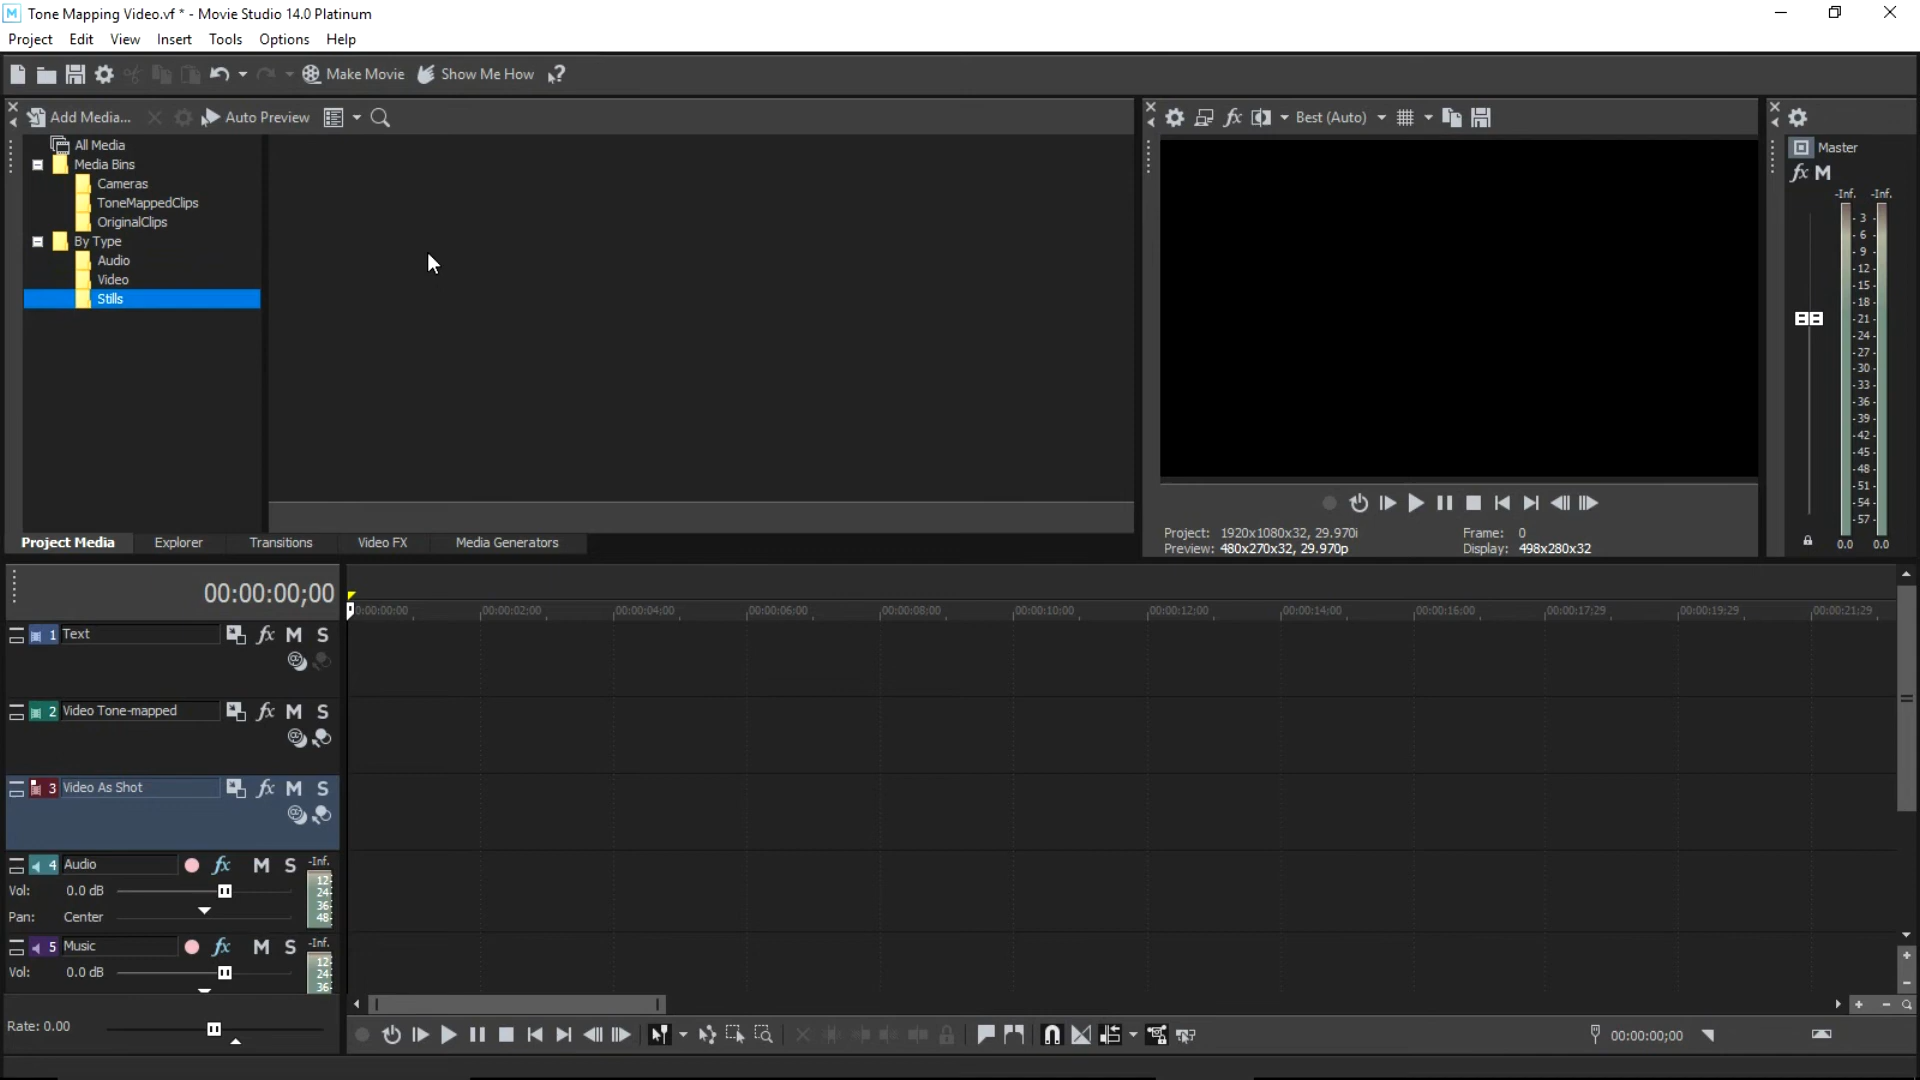 Tone Mapping Video.vf * - Movie Studio 14.0 Platinum
Project Edit View Insert Tools Options Help
Make Movie Show Me How
Add Media... Auto Preview
Best (Auto)
All Media
Media Bins
Cameras
ToneMappedClips
OriginalClips
By Type
Audio
Video
Stills
Master
fx M
-Inf. -Inf.
3
6
9
12
15
18
21
24
27
30
33
36
39
42
45
48
51
54
57
0.0 0.0
Project: 1920x1080x32, 29.970i Frame: 0
Preview: 480x270x32, 29.970p Display: 498x280x32
Project Media Explorer Transitions Video FX Media Generators
00:00:00;00
00:00:02;00 00:00:04;00 00:00:06;00 00:00:08;00 00:00:10;00 00:00:12;00 00:00:14;00 00:00:16;00 00:00:17;29 00:00:19;29 00:00:21;29
1 Text fx M S
2 Video Tone-mapped fx M S
3 Video As Shot fx M S
4 Audio fx M S -Inf.
Vol: 0.0 dB
Pan: Center
12
24
36
48
5 Music fx M S -Inf.
Vol: 0.0 dB
12
24
36
Rate: 0.00
00:00:00;00